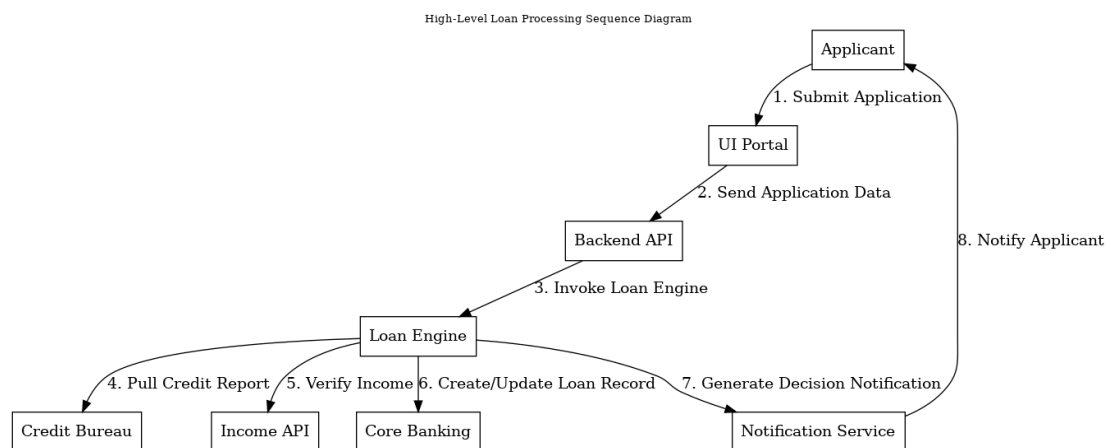 High-Level Loan Processing Sequence Diagram
Applicant
1. Submit Application
UI Portal
2. Send Application Data
Backend API
8. Notify Applicant
3. Invoke Loan Engine
Loan Engine
4. Pull Credit Report
5. Verify Income
6. Create/Update Loan Record
7. Generate Decision Notification
Credit Bureau
Income API
Core Banking
Notification Service